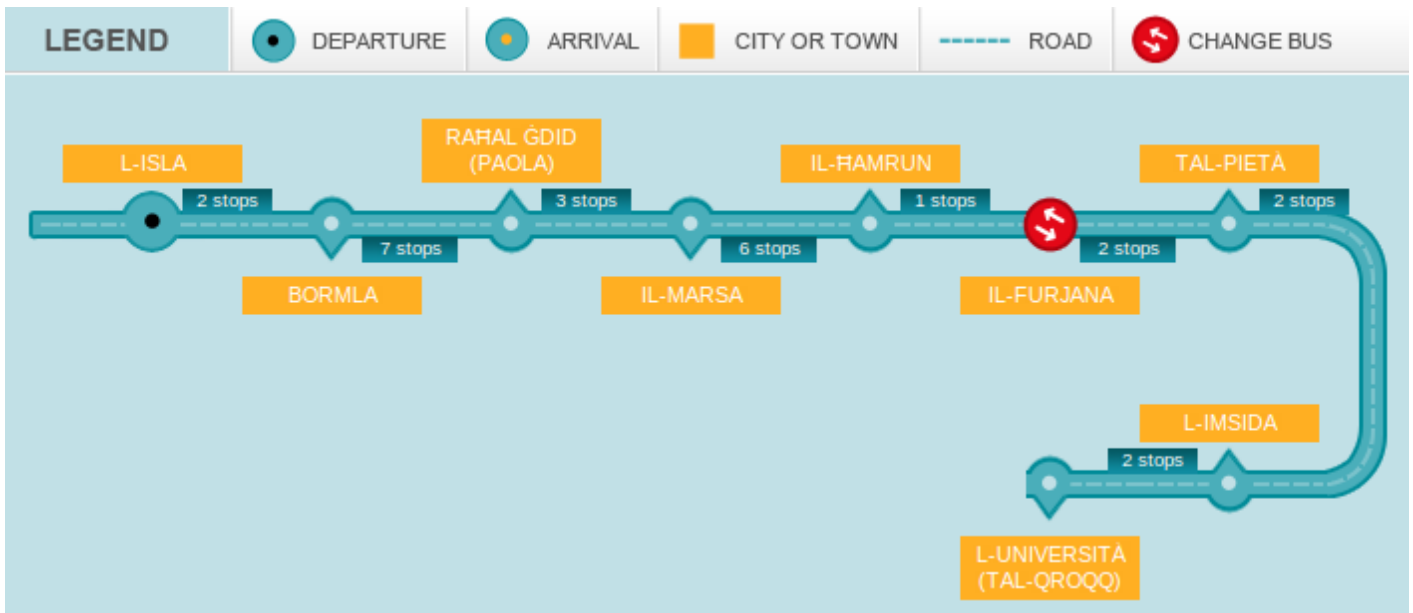 LEGEND
DEPARTURE
ARRIVAL
CITY OR TOWN
ROAD
CHANGE BUS
L-ISLA
2 stops
BORMLA
7 stops
RAĦAL ĠDID
(PAOLA)
3 stops
IL-MARSA
6 stops
IL-ĦAMRUN
1 stops
IL-FURJANA
2 stops
TAL-PIETÀ
2 stops
L-IMSIDA
2 stops
L-UNIVERSITÀ
(TAL-QROQQ)